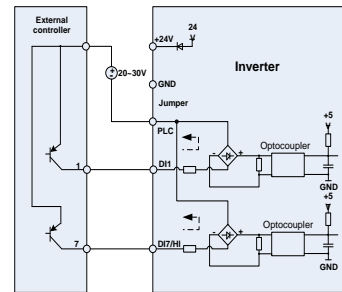 External
controller
24
V
+24V
Inverter
20~30V
GND
Jumper
PLC
+5
V
Optocoupler
- +
1
DI1
GND
+5
V
Optocoupler
- +
7
DI7/HI
GND